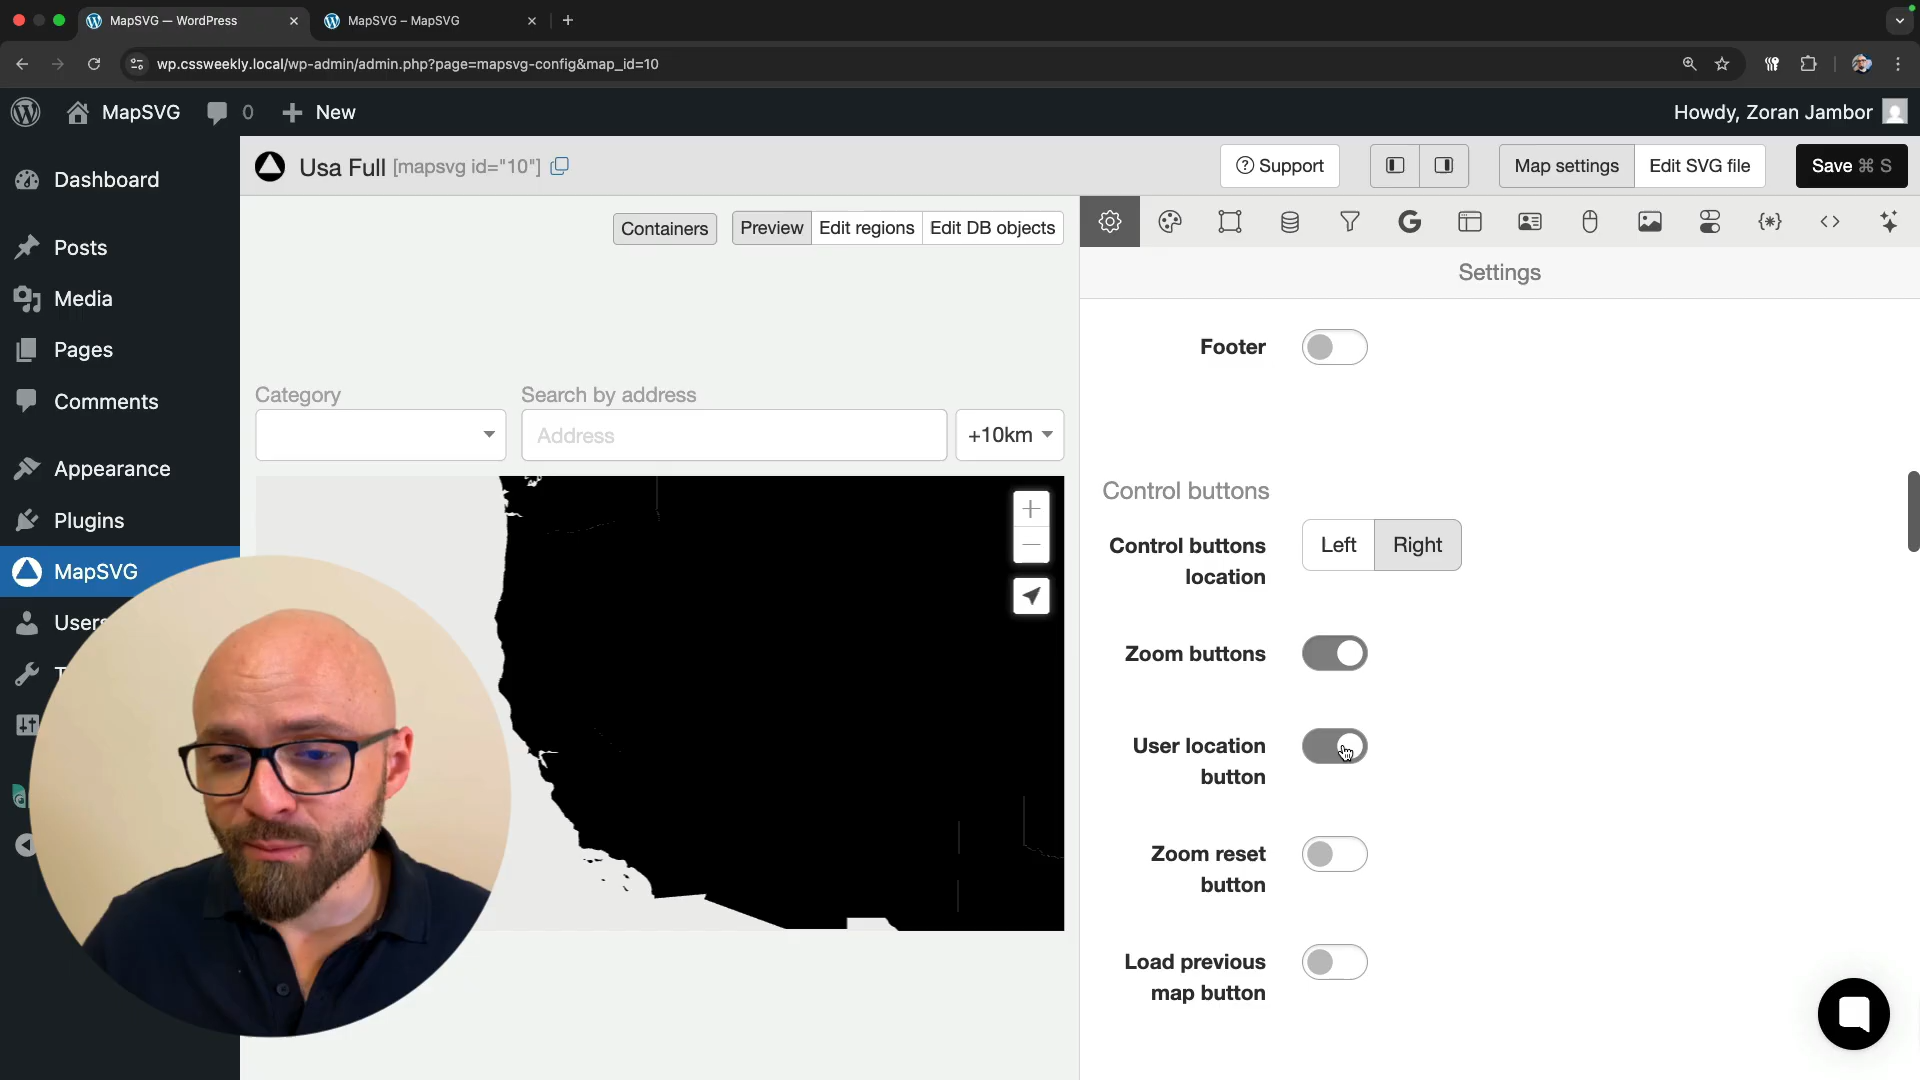 MapSVG — WordPress
MapSVG – MapSVG
wp.cssweekly.local/wp-admin/admin.php?page=mapsvg-config&map_id=10
MapSVG
0
New
Howdy, Zoran Jambor
Dashboard
Posts
Media
Pages
Comments
Appearance
Plugins
MapSVG
Users
Usa Full [mapsvg id="10"]
Support
Map settings
Edit SVG file
Save ⌘ S
Containers
Preview
Edit regions
Edit DB objects
Category
Search by address
Address
+10km
Settings
Footer
Control buttons
Control buttons
location
Left
Right
Zoom buttons
User location
button
Zoom reset
button
Load previous
map button